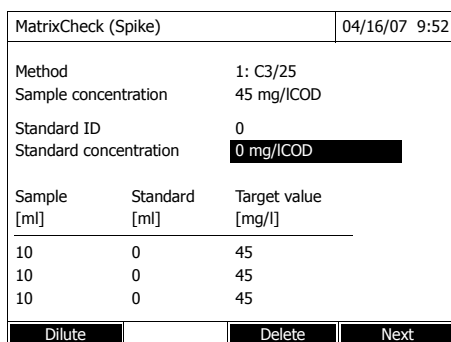 MatrixCheck (Spike) 04/16/07 9:52
Method 1: C3/25
Sample concentration 45 mg/lCOD
Standard ID 0
Standard concentration 0 mg/lCOD
Sample Standard Target value
[ml] [ml] [mg/l]
10 0 45
10 0 45
10 0 45
Dilute Delete Next